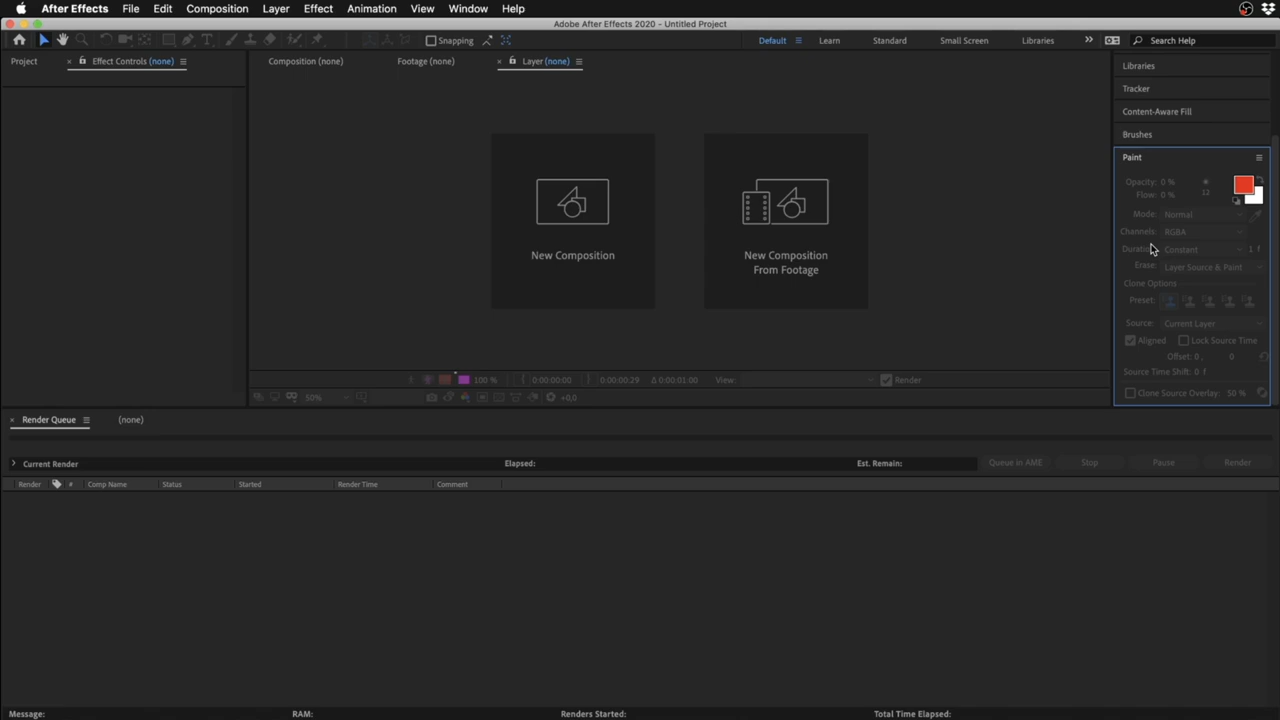 After Effects File Edit Composition Layer Effect Animation View Window Help
Adobe After Effects 2020 - Untitled Project
Snapping Default Learn Standard Small Screen Libraries Search Help
Project Effect Controls (none) Composition (none) Footage (none) Layer (none)
Libraries
Tracker
Content-Aware Fill
Brushes
Paint
Opacity: 0 %
Flow: 0 %
12
Mode: Normal
Channels: RGBA
Duration: Constant 1 f
Erase: Layer Source & Paint
Clone Options
Preset:
Source: Current Layer
Aligned Lock Source Time
Offset: 0 , 0
Source Time Shift: 0 f
Clone Source Overlay: 50 %
New Composition
New Composition
From Footage
100 % 0:00:00:00 0:00:00:29 Δ 0:00:01:00 View: Render
50% +0,0
Render Queue (none)
Current Render Elapsed: Est. Remain: Queue in AME Stop Pause Render
Render # Comp Name Status Started Render Time Comment
Message: RAM: Renders Started: Total Time Elapsed: